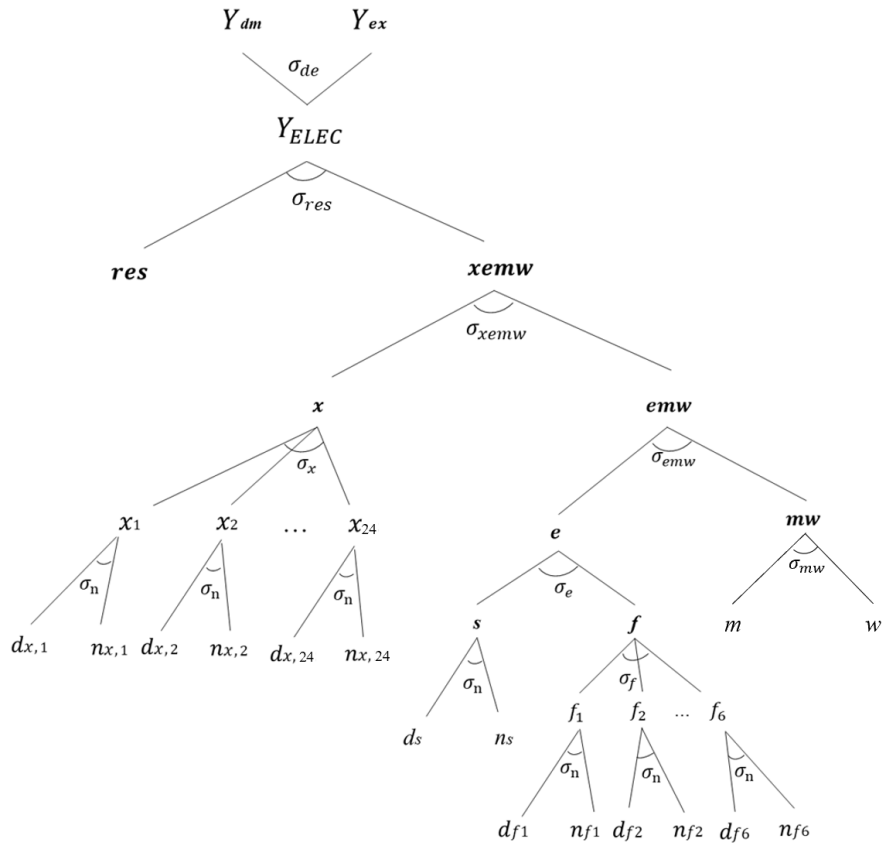 Y_dm Y_ex
σ_de
Y_ELEC
σ_res
res xemw
σ_xemw
x emw
σ_x σ_emw
x_1 x_2 ... x_24 e mw
σ_n σ_n σ_n σ_e σ_mw
d_x,1 n_x,1 d_x,2 n_x,2 d_x,24 n_x,24 s f m w
σ_n σ_f
d_s n_s f_1 f_2 ... f_6
σ_n σ_n σ_n
d_f1 n_f1 d_f2 n_f2 d_f6 n_f6